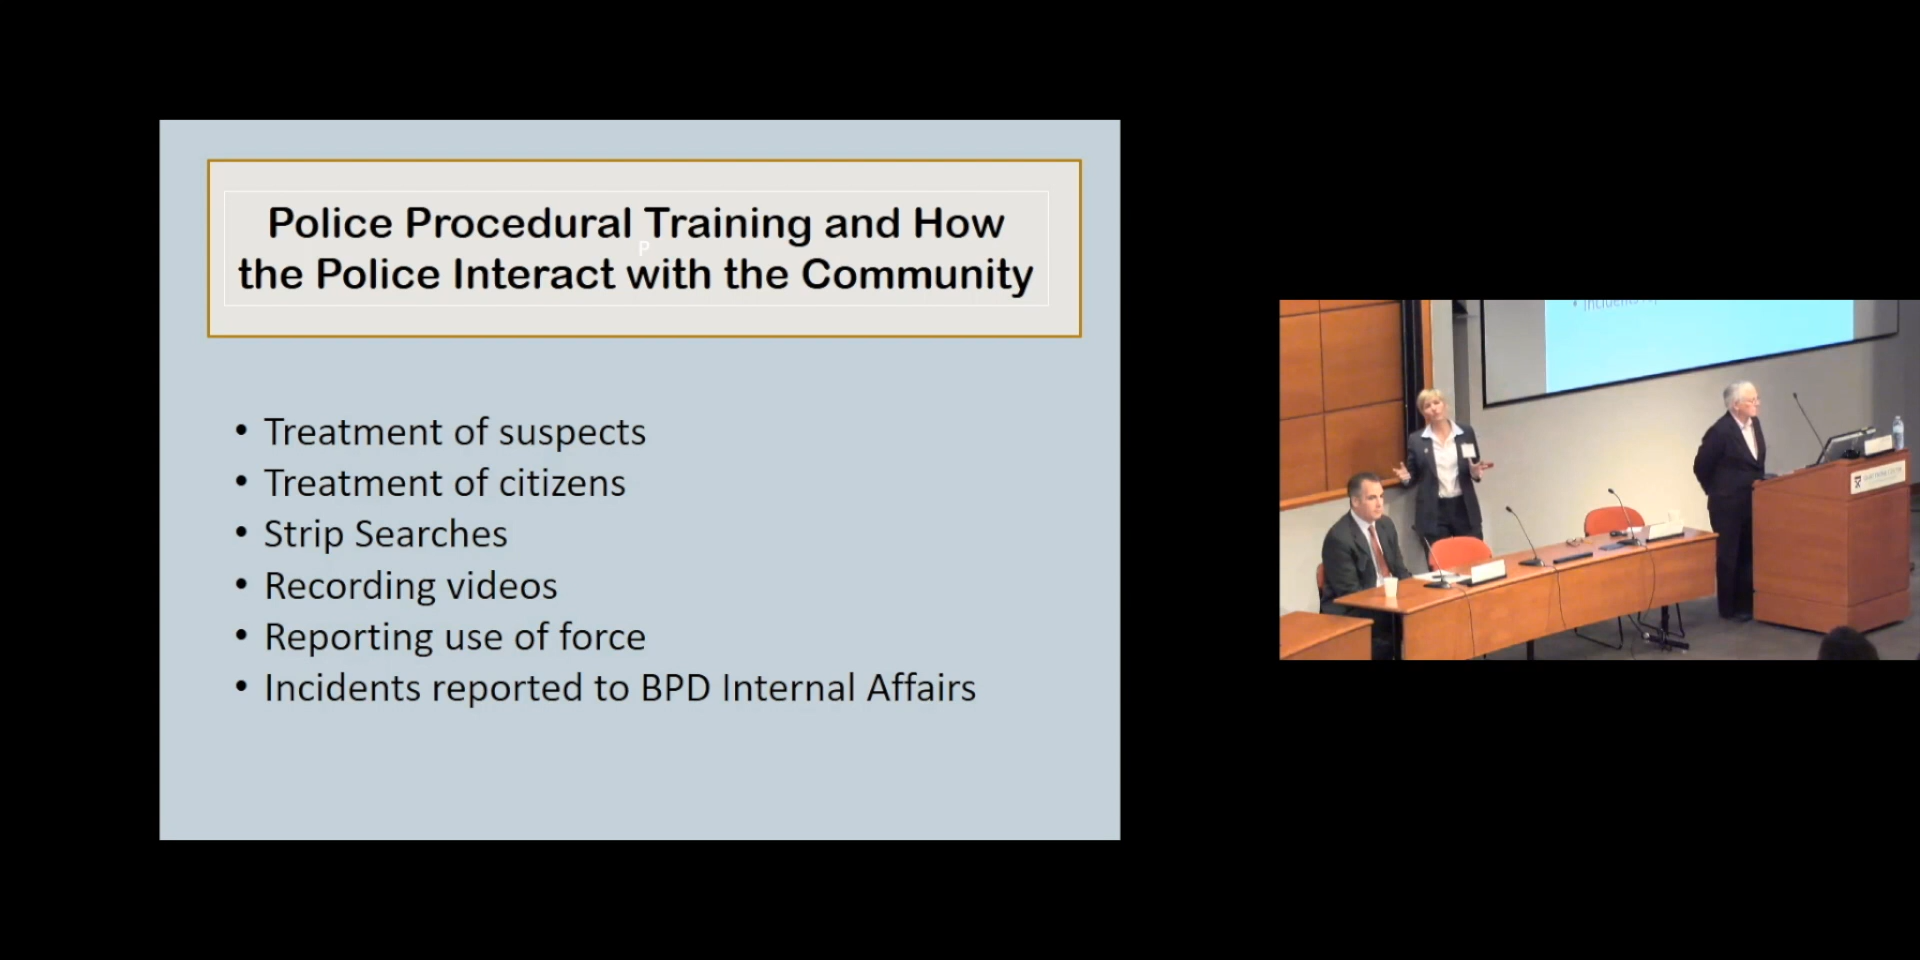 Police Procedural Training and How
P
the Police Interact with the Community
• Treatment of suspects
• Treatment of citizens
• Strip Searches
• Recording videos
• Reporting use of force
• Incidents reported to BPD Internal Affairs
• Incidents